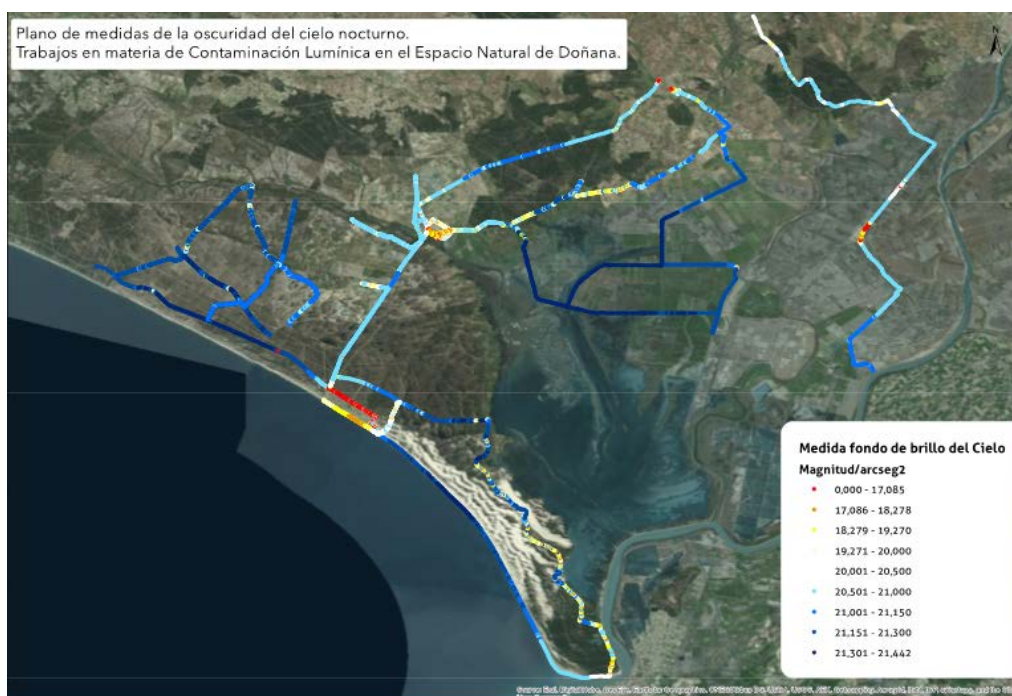 Plano de medidas de la oscuridad del cielo nocturno.
Trabajos en materia de Contaminación Lumínica en el Espacio Natural de Doñana.
Medida fondo de brillo del Cielo
Magnitud/arcseg2
0,000 - 17,085
17,086 - 18,278
18,279 - 19,270
19,271 - 20,000
20,001 - 20,500
20,501 - 21,000
21,001 - 21,150
21,151 - 21,300
21,301 - 21,442